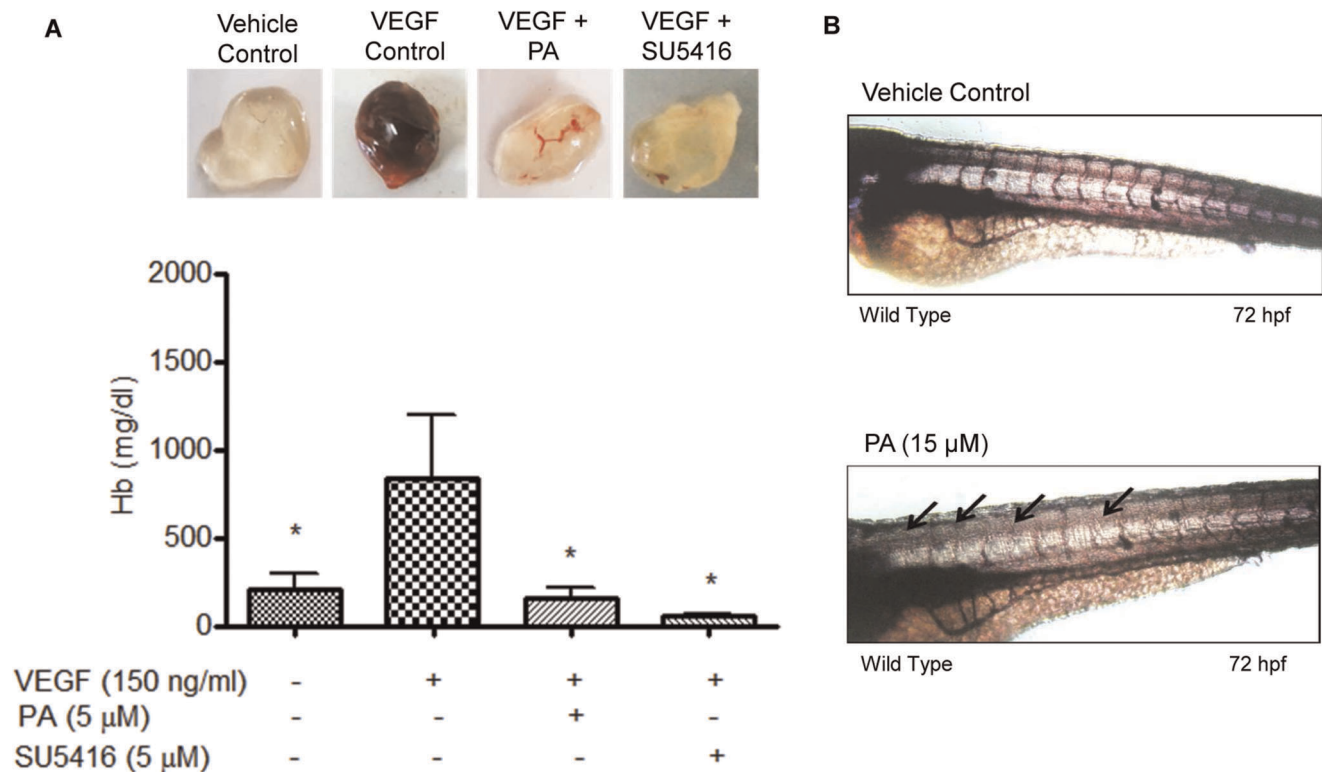 A
Vehicle Control
VEGF Control
VEGF + PA
VEGF + SU5416
2000
1500
1000
500
0
Hb (mg/dl)
*
*
*
VEGF (150 ng/ml) - + + +
PA (5 µM) - - + -
SU5416 (5 µM) - - - +
B
Vehicle Control
Wild Type 72 hpf
PA (15 µM)
Wild Type 72 hpf